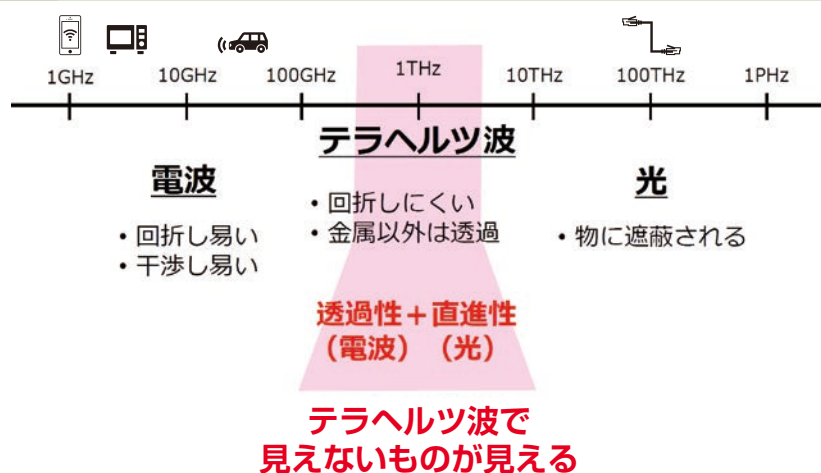 1GHz 10GHz 100GHz 1THz 10THz 100THz 1PHz
テラヘルツ波
電波
光
・回折しにくい
・金属以外は透過
・回折し易い
・干渉し易い
・物に遮蔽される
透過性＋直進性
（電波）（光）
テラヘルツ波で
見えないものが見える